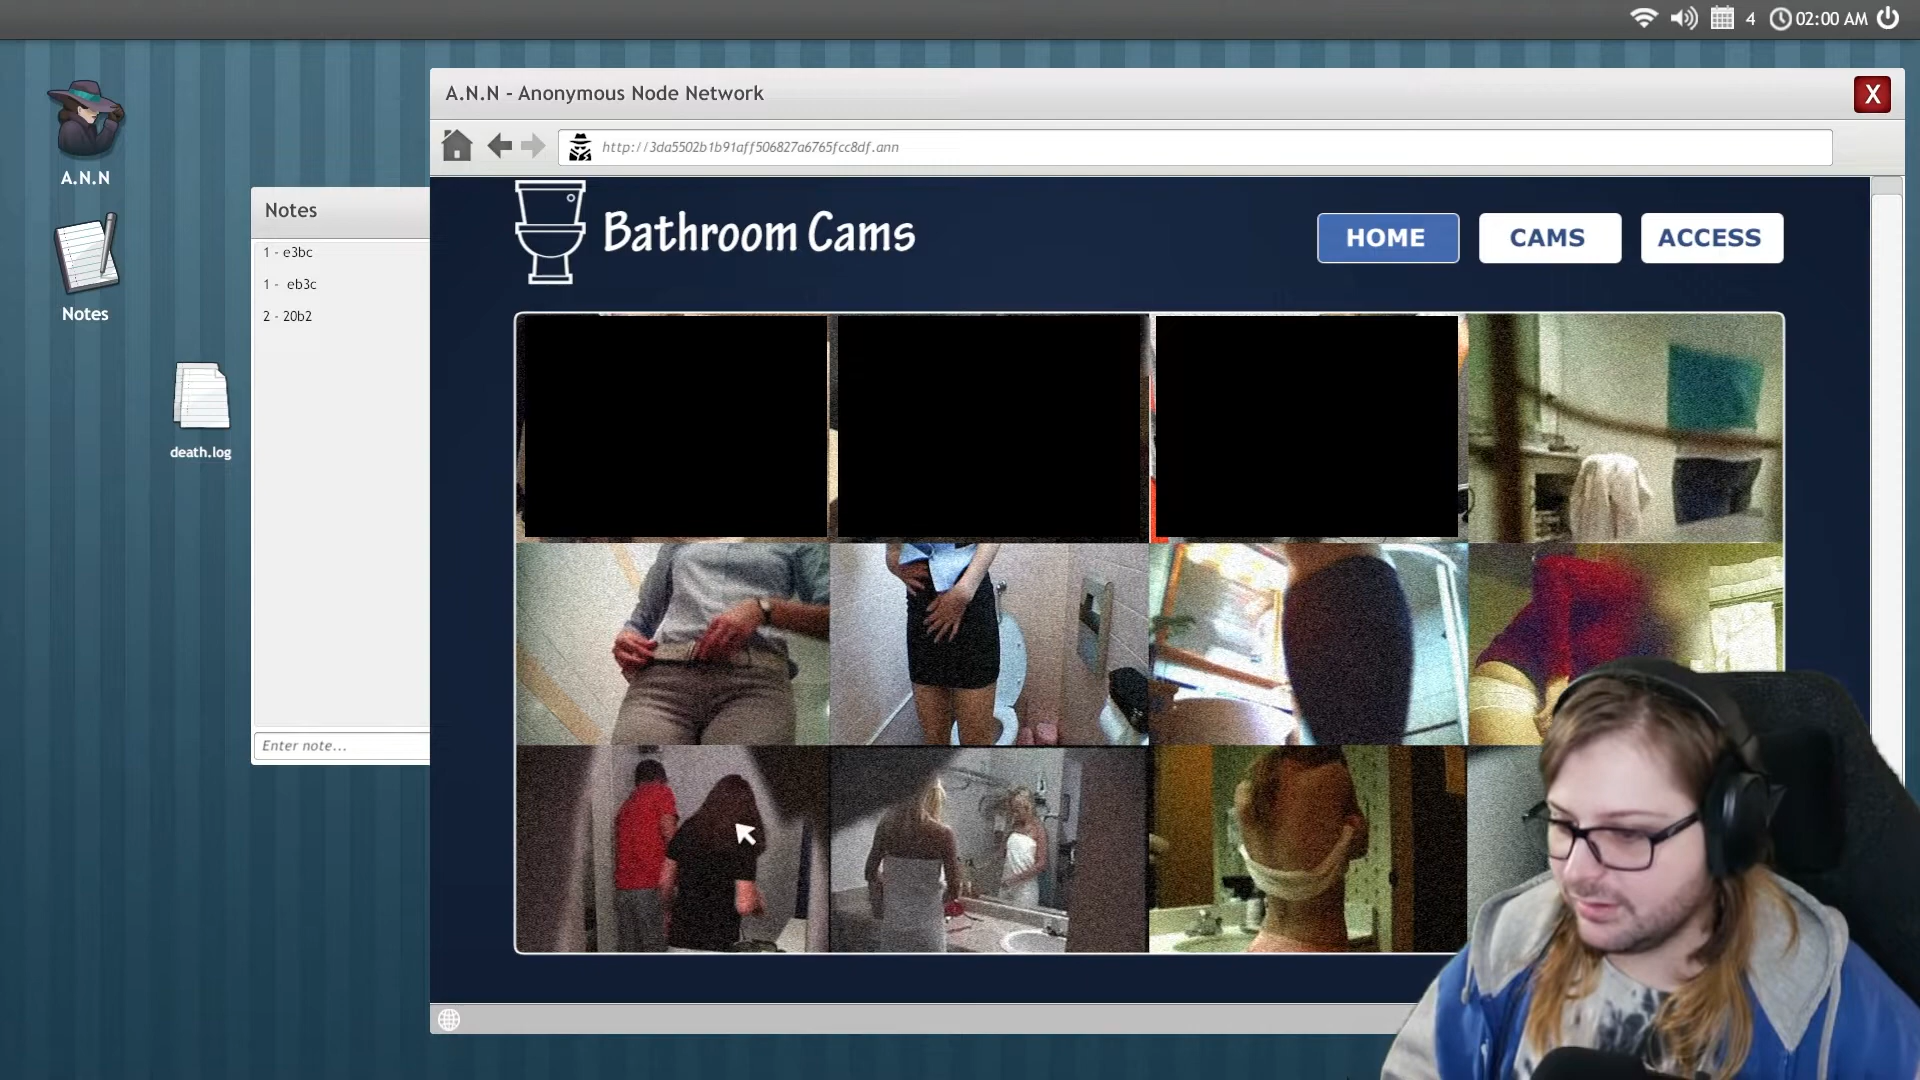 4
02:00 AM
A.N.N - Anonymous Node Network
X
http://3da5502b1b91aff506827a6765fcc8df.ann
A.N.N
Bathroom Cams
HOME
CAMS
ACCESS
Notes
1 - e3bc
1 - eb3c
2 - 20b2
Notes
death.log
Enter note...